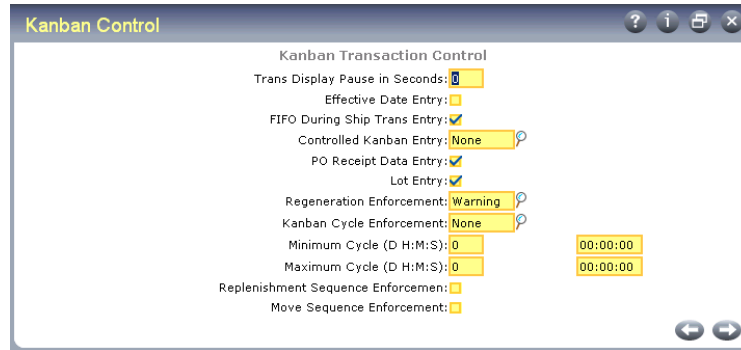 Kanban Control
Kanban Transaction Control
Trans Display Pause in Seconds: 0
Effective Date Entry:
FIFO During Ship Trans Entry:
Controlled Kanban Entry: None
PO Receipt Data Entry:
Lot Entry:
Regeneration Enforcement: Warning
Kanban Cycle Enforcement: None
Minimum Cycle (D H:M:S): 0 00:00:00
Maximum Cycle (D H:M:S): 0 00:00:00
Replenishment Sequence Enforcemen:
Move Sequence Enforcement: